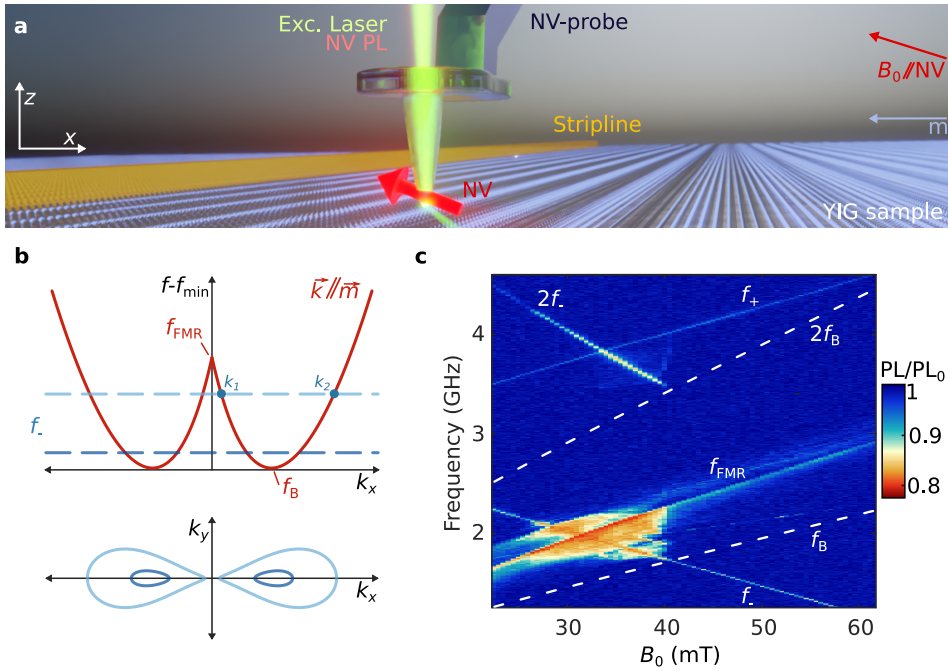 a
Exc. Laser
NV PL
NV-probe
B₀//NV
m
z
x
Stripline
NV
YIG sample
b
f-fmin
k⃗//m⃗
fFMR
k₁
k₂
f-
fB
kx
ky
kx
c
2f-
f+
2fB
fFMR
fB
f-
4
3
2
Frequency (GHz)
30
40
50
60
B₀ (mT)
PL/PL₀
1
0.9
0.8